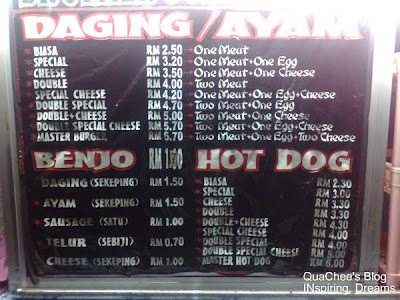 DAGING/AYAM
BIASA RM 2.50 One Meat
SPECIAL RM 3.20 One Meat+One Egg
CHEESE RM 3.50 One Meat+One Cheese
DOUBLE RM 4.00 Two Meat
SPECIAL CHEESE RM 4.20 One Meat+One Egg+Cheese
DOUBLE SPECIAL RM 4.70 Two Meat+One Egg
DOUBLE+CHEESE RM 5.00 Two Meat+One Cheese
DOUBLE SPECIAL CHEESE RM 5.70 Two Meat+One Egg+Cheese
MASTER BURGER RM 5.70 Two Meat+One Egg+Two Cheese
BENJO RM
DAGING (SEKEPING) RM 1.50
AYAM (SEKEPING) RM 1.50
SAUSAGE (SATU) RM 1.00
TELUR (SEBIJI) RM 0.70
CHEESE (SEKEPING) RM 1.00
HOT DOG
BIASA RM 2.30
SPECIAL RM 3.00
CHEESE RM 3.30
DOUBLE RM 3.30
DOUBLE+CHEESE RM 4.30
SPECIAL CHEESE RM 4.00
DOUBLE SPECIAL RM 4.00
DOUBLE SPECIAL CHEESE RM 5.00
MASTER HOT DOG RM 6.00
QuaChee's Blog
INspiring, Dreams